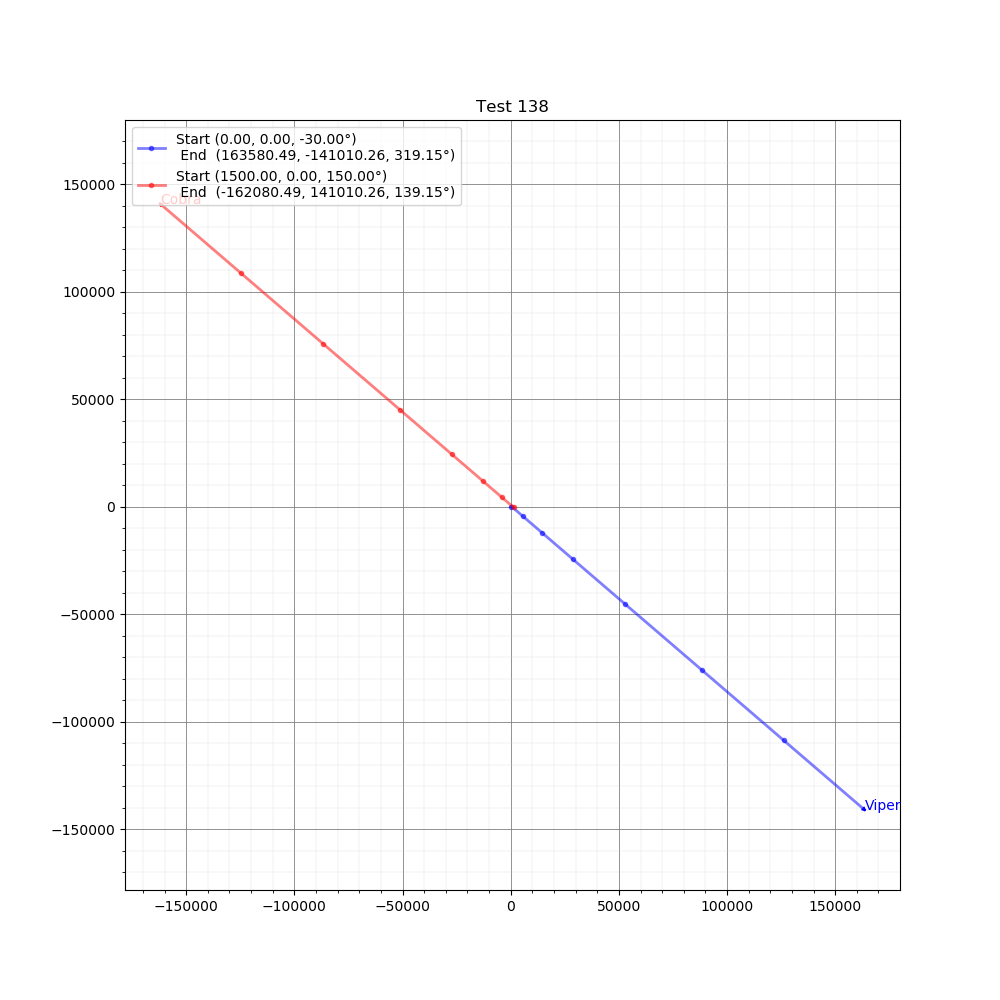 Test 138
Start (0.00, 0.00, -30.00°)
End (163580.49, -141010.26, 319.15°)
Start (1500.00, 0.00, 150.00°)
End (-162080.49, 141010.26, 139.15°)
Cobra
150000
100000
50000
0
−50000
−100000
−150000
Viper
−150000
−100000
−50000
0
50000
100000
150000